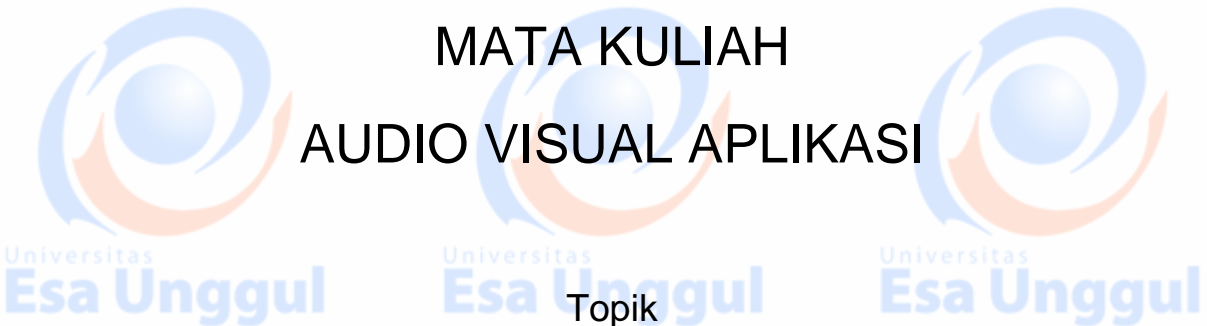 MATA KULIAH
AUDIO VISUAL APLIKASI
Universitas Universitas Universitas
Esa Unggul Esa Unggul Esa Unggul
Topik